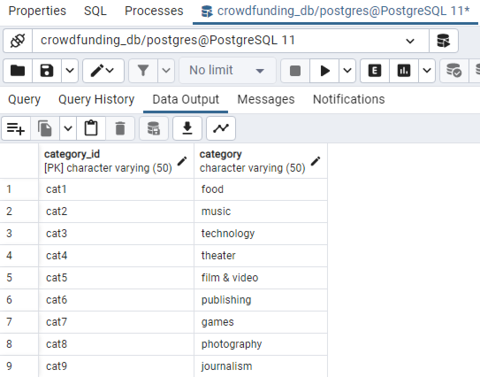 Properties SQL Processes crowdfunding_db/postgres@PostgreSQL 11*
crowdfunding_db/postgres@PostgreSQL 11
No limit E
Query Query History Data Output Messages Notifications
category_id category
[PK] character varying (50) character varying (50)
1 cat1 food
2 cat2 music
3 cat3 technology
4 cat4 theater
5 cat5 film & video
6 cat6 publishing
7 cat7 games
8 cat8 photography
9 cat9 journalism